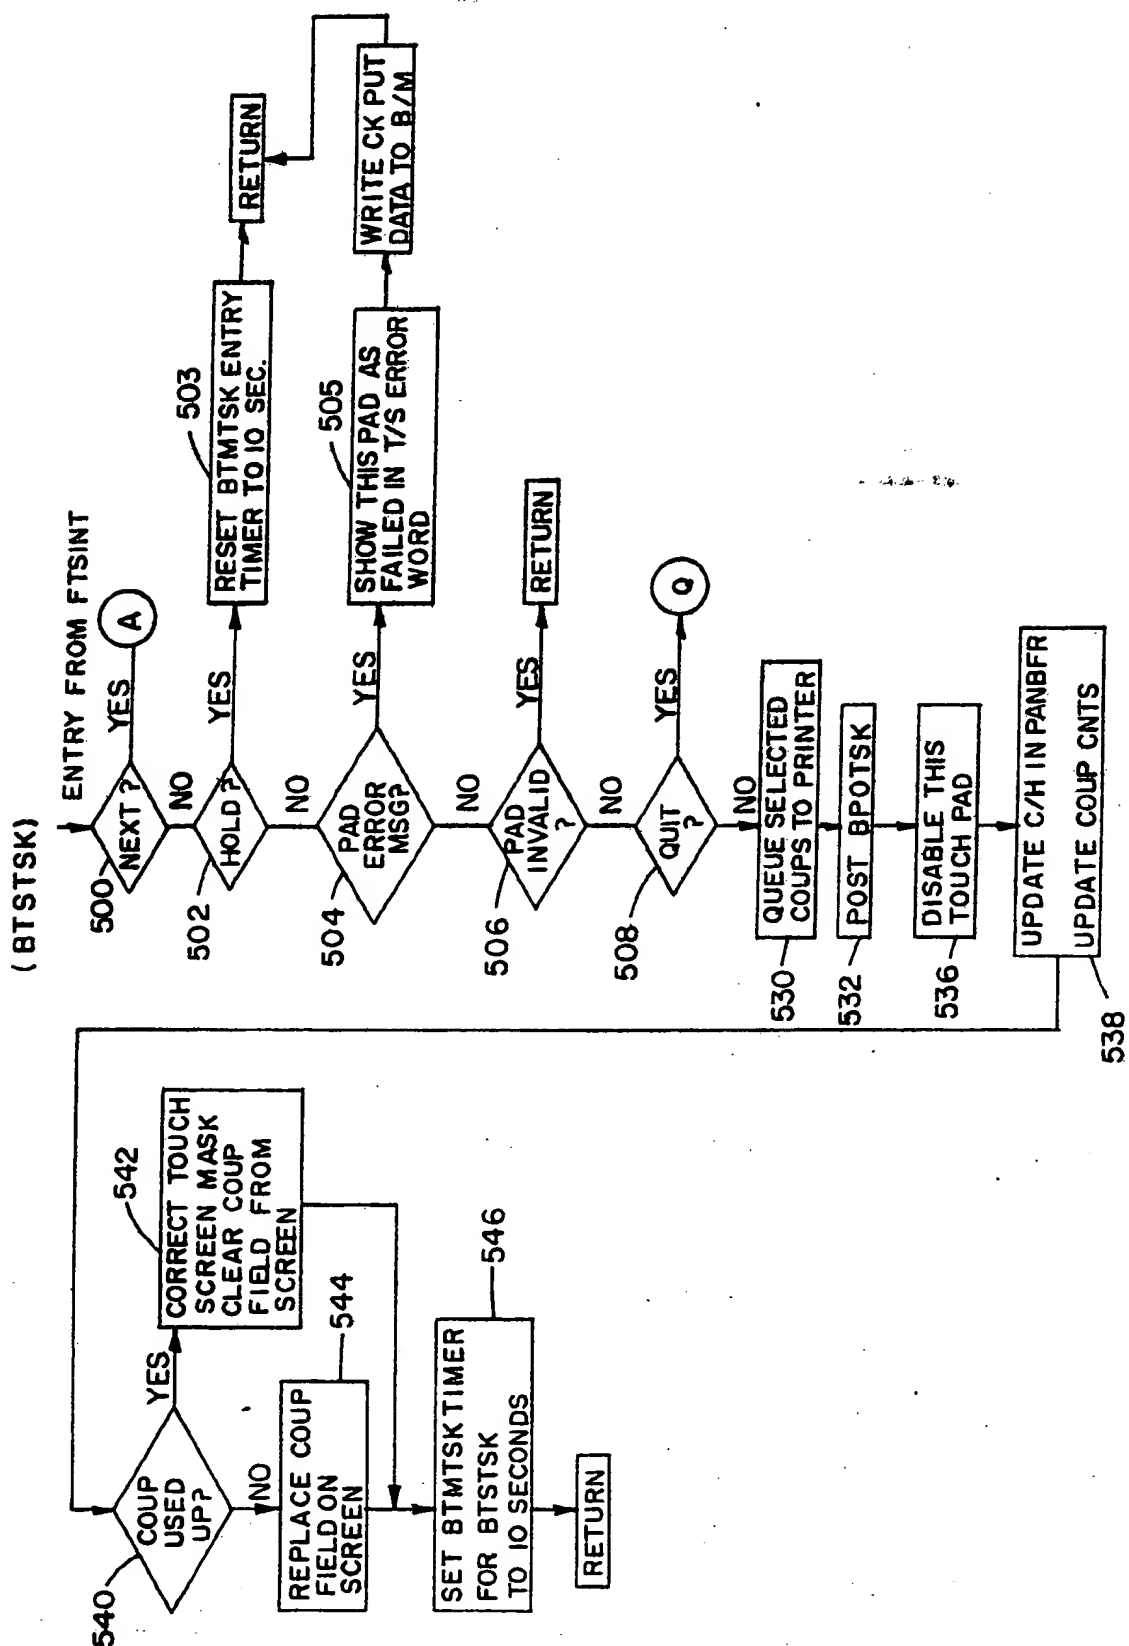 (BTSTSK)
ENTRY FROM FTSINT
500
NEXT?
YES
A
NO
502
HOLD?
YES
503
RESET BTMTSK ENTRY
TIMER TO 10 SEC.
RETURN
NO
504
PAD
ERROR
MSG?
YES
505
SHOW THIS PAD AS
FAILED IN T/S ERROR
WORD
WRITE CK PUT
DATA TO B/M
NO
506
PAD
INVALID
?
YES
RETURN
NO
508
QUIT
?
YES
Q
NO
QUEUE SELECTED
COUPS TO PRINTER
530
POST BPOTSK
532
DISABLE THIS
TOUCH PAD
536
UPDATE C/H IN PANBFR
UPDATE COUP CNTS
538
540
COUP
USED
UP?
YES
542
CORRECT TOUCH
SCREEN MASK
CLEAR COUP
FIELD FROM
SCREEN
NO
REPLACE COUP
FIELD ON
SCREEN
544
SET BTMTSK TIMER
FOR BTSTSK
TO 10 SECONDS
546
RETURN